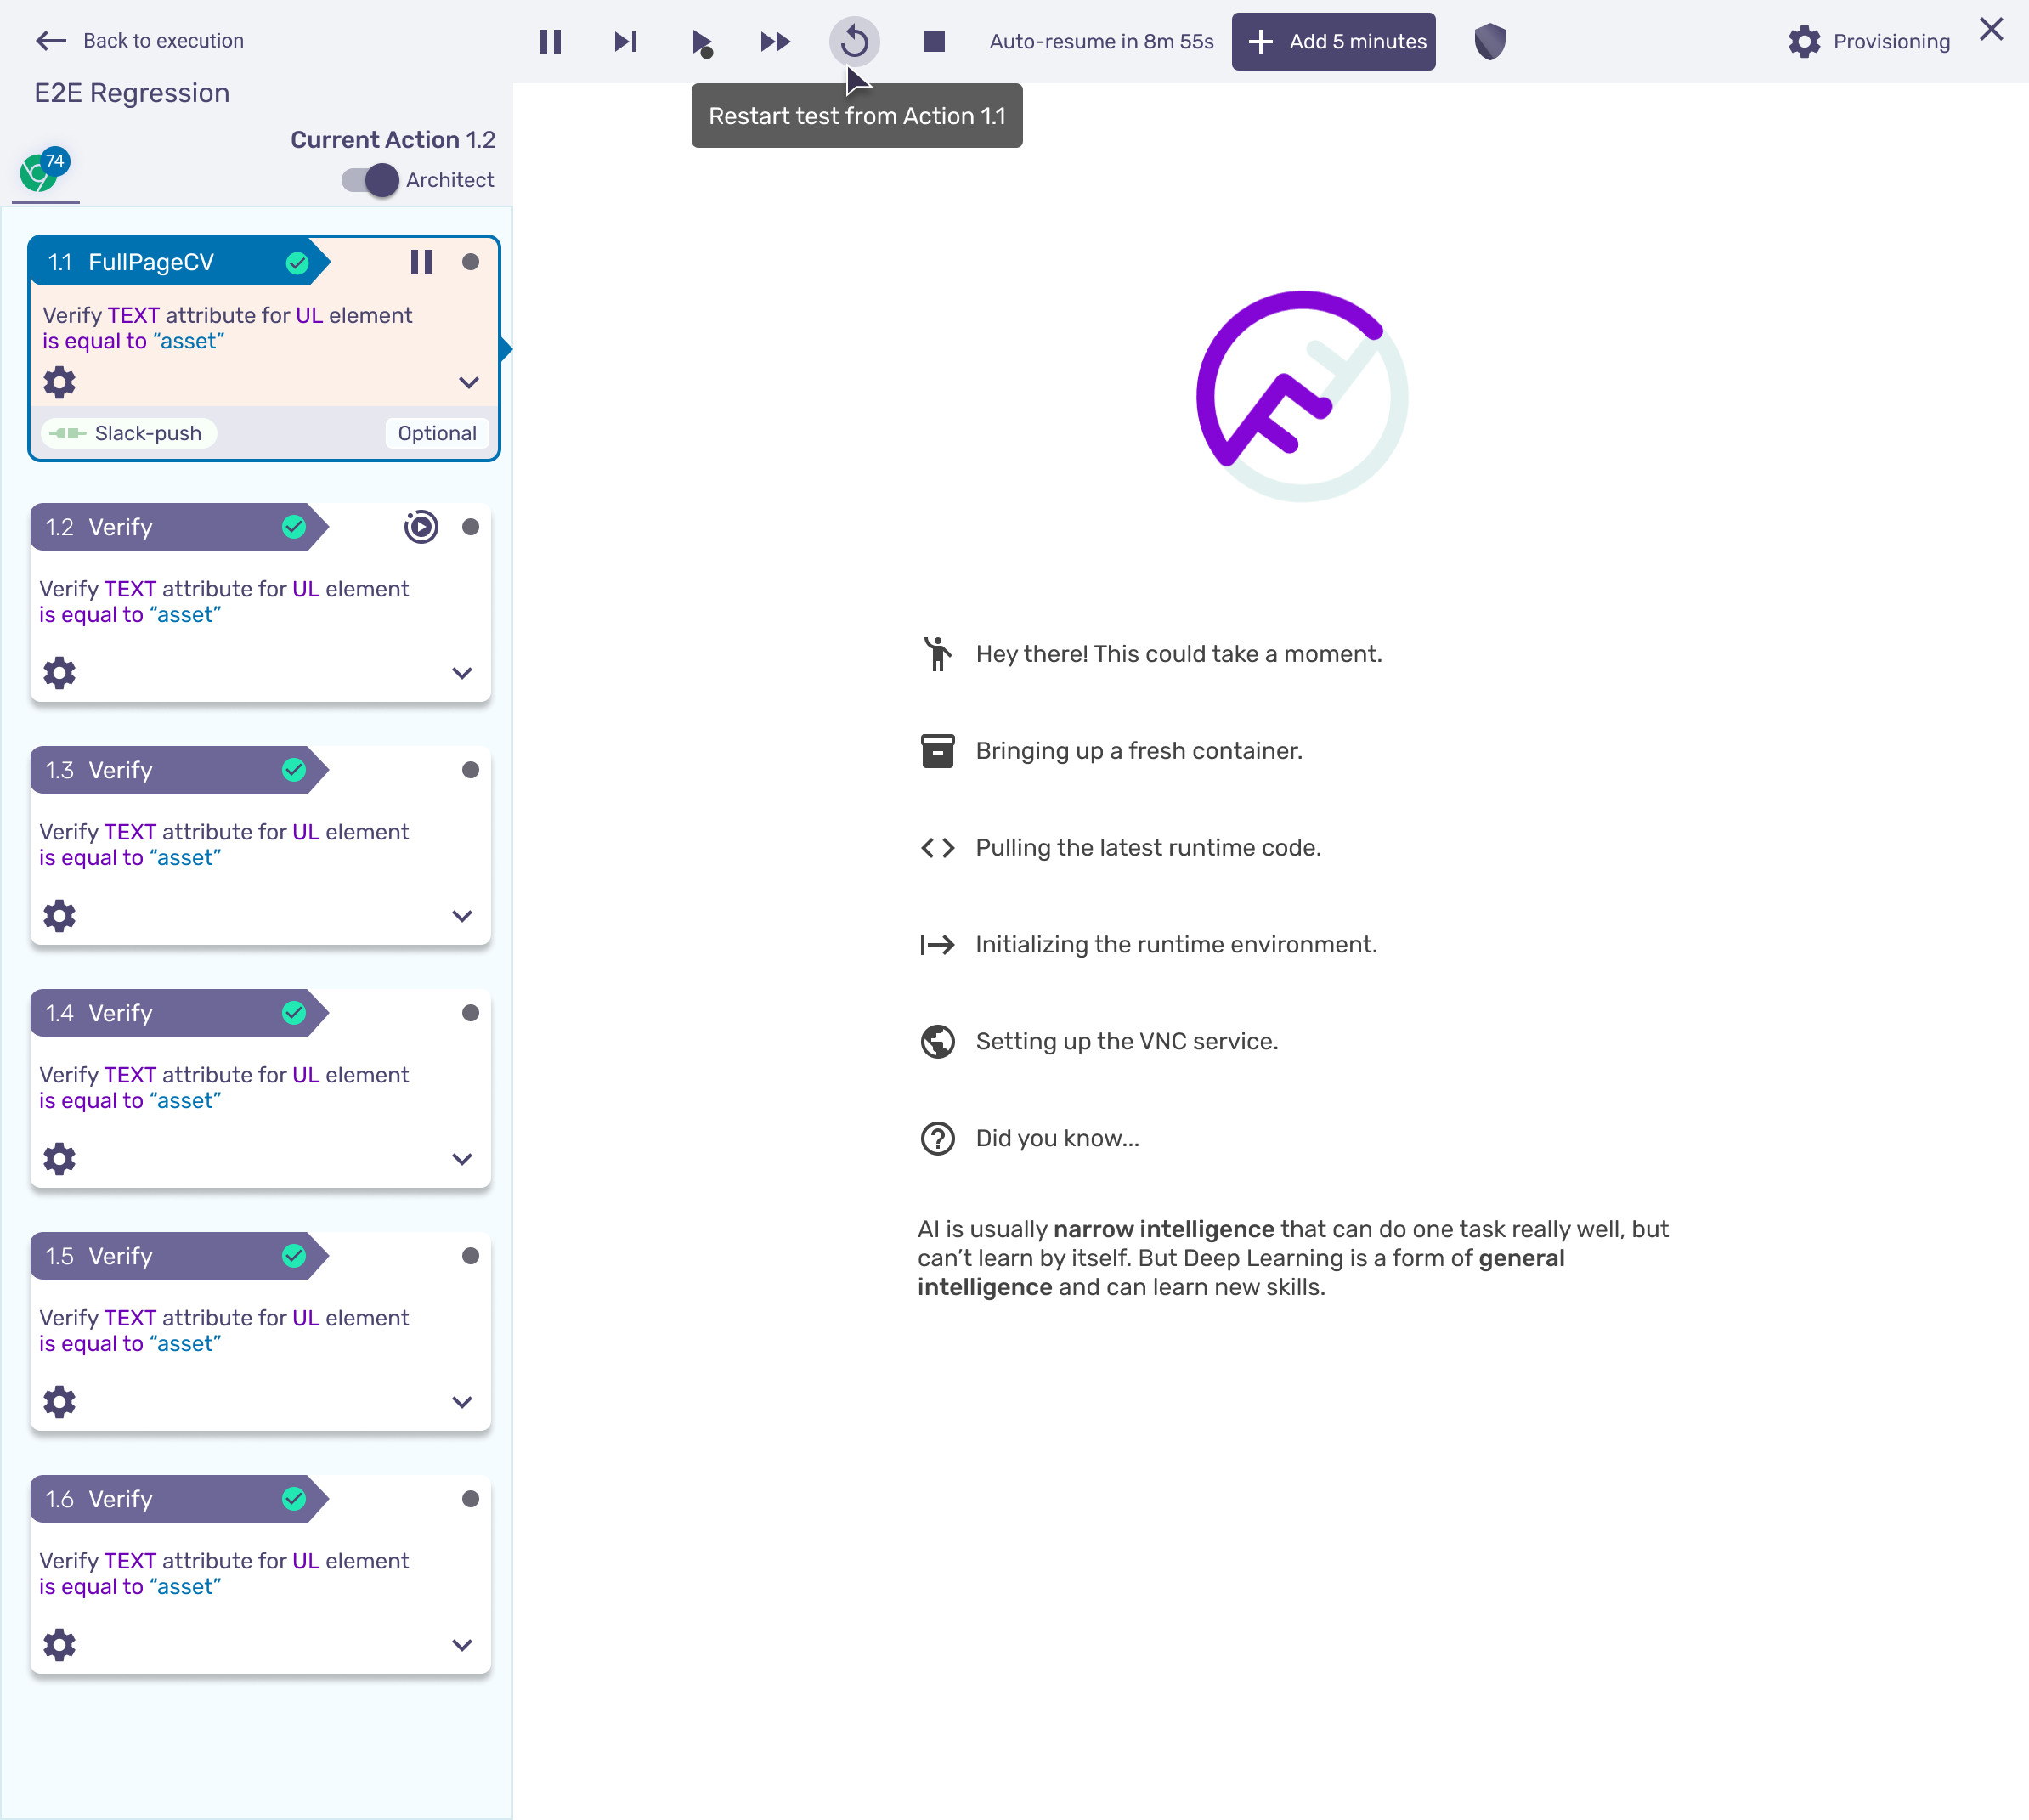 Back to execution
E2E Regression
74
Current Action 1.2
Architect
Auto-resume in 8m 55s
Add 5 minutes
Provisioning
Restart test from Action 1.1
1.1 FullPageCV
Verify TEXT attribute for UL element
is equal to “asset”
Slack-push
Optional
1.2 Verify
Verify TEXT attribute for UL element
is equal to “asset”
1.3 Verify
Verify TEXT attribute for UL element
is equal to “asset”
1.4 Verify
Verify TEXT attribute for UL element
is equal to “asset”
1.5 Verify
Verify TEXT attribute for UL element
is equal to “asset”
1.6 Verify
Verify TEXT attribute for UL element
is equal to “asset”
Hey there! This could take a moment.
Bringing up a fresh container.
Pulling the latest runtime code.
Initializing the runtime environment.
Setting up the VNC service.
Did you know...
AI is usually narrow intelligence that can do one task really well, but
can’t learn by itself. But Deep Learning is a form of general
intelligence and can learn new skills.